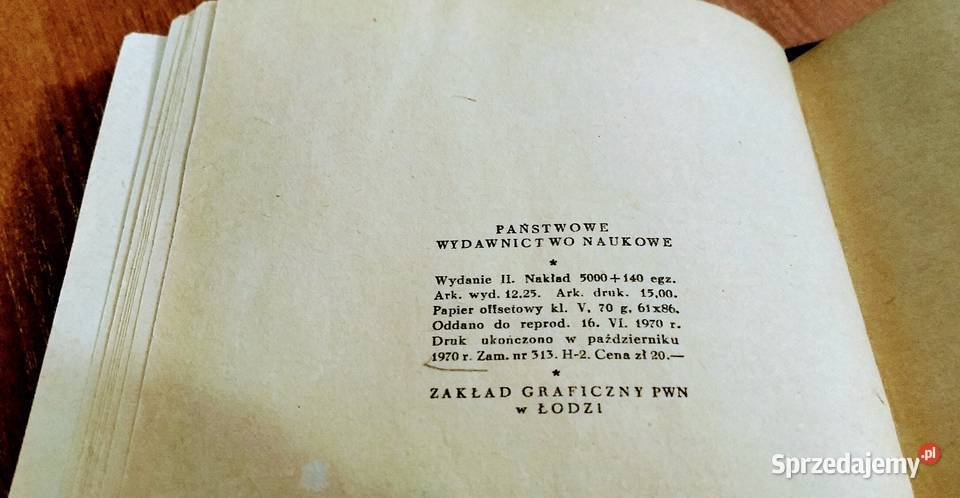 PAŃSTWOWE
WYDAWNICTWO NAUKOWE
*
Wydanie II. Nakład 5000+140 egz.
Ark. wyd. 12,25. Ark. druk. 15,00.
Papier offsetowy kl. V, 70 g, 61x86.
Oddano do reprod. 16. VI. 1970 r.
Druk ukończono w październiku
1970 r. Zam. nr 313. H-2. Cena zł 20.—
*
ZAKŁAD GRAFICZNY PWN
w ŁODZI
Sprzedajemy.pl